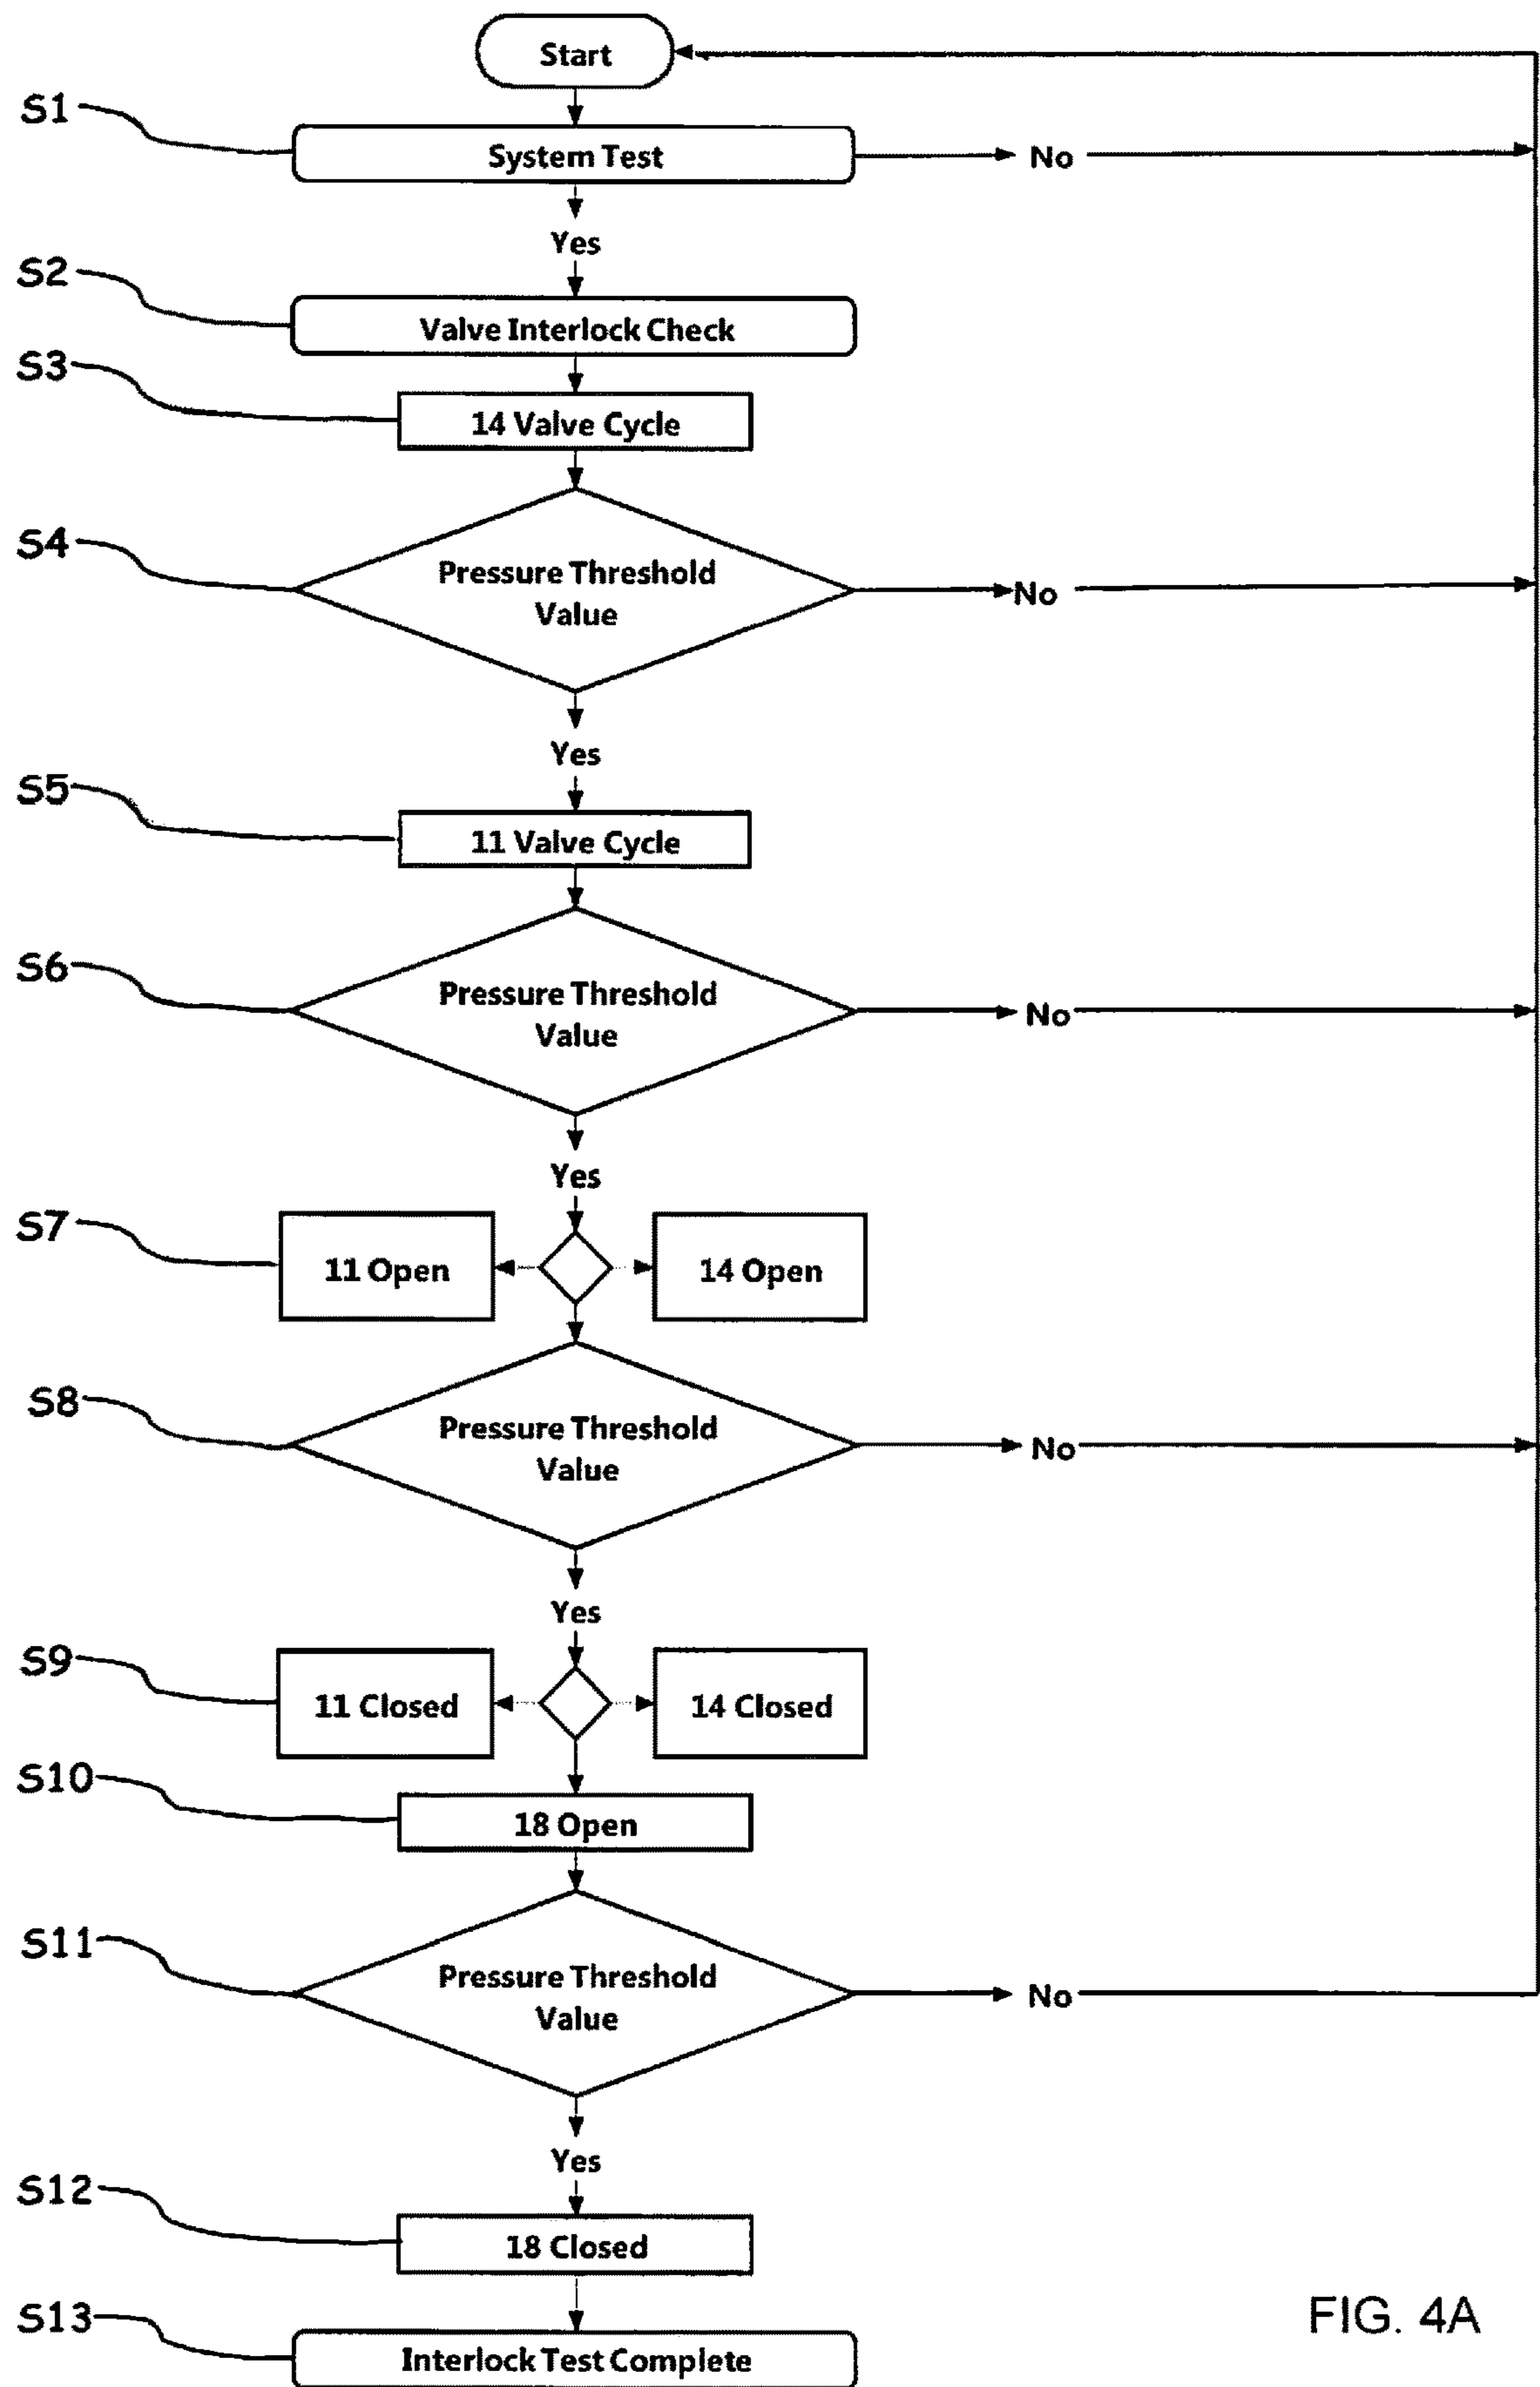 Start
S1
System Test
No
Yes
S2
Valve Interlock Check
S3
14 Valve Cycle
S4
Pressure Threshold
Value
No
Yes
S5
11 Valve Cycle
S6
Pressure Threshold
Value
No
Yes
S7
11 Open
14 Open
S8
Pressure Threshold
Value
No
Yes
S9
11 Closed
14 Closed
S10
18 Open
S11
Pressure Threshold
Value
No
Yes
S12
18 Closed
S13
Interlock Test Complete
FIG. 4A